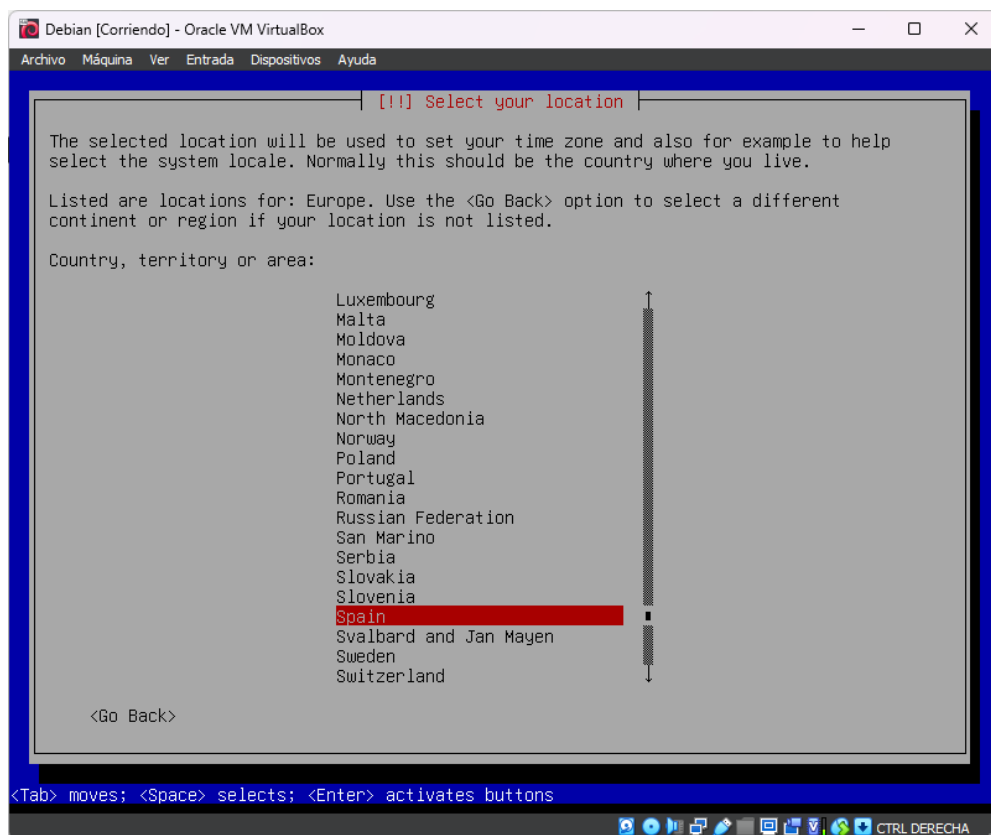 Debian [Corriendo] - Oracle VM VirtualBox
Archivo Máquina Ver Entrada Dispositivos Ayuda
[!!] Select your location
The selected location will be used to set your time zone and also for example to help
select the system locale. Normally this should be the country where you live.
Listed are locations for: Europe. Use the <Go Back> option to select a different
continent or region if your location is not listed.
Country, territory or area:
Luxembourg
Malta
Moldova
Monaco
Montenegro
Netherlands
North Macedonia
Norway
Poland
Portugal
Romania
Russian Federation
San Marino
Serbia
Slovakia
Slovenia
Spain
Svalbard and Jan Mayen
Sweden
Switzerland
<Go Back>
<Tab> moves; <Space> selects; <Enter> activates buttons
CTRL DERECHA